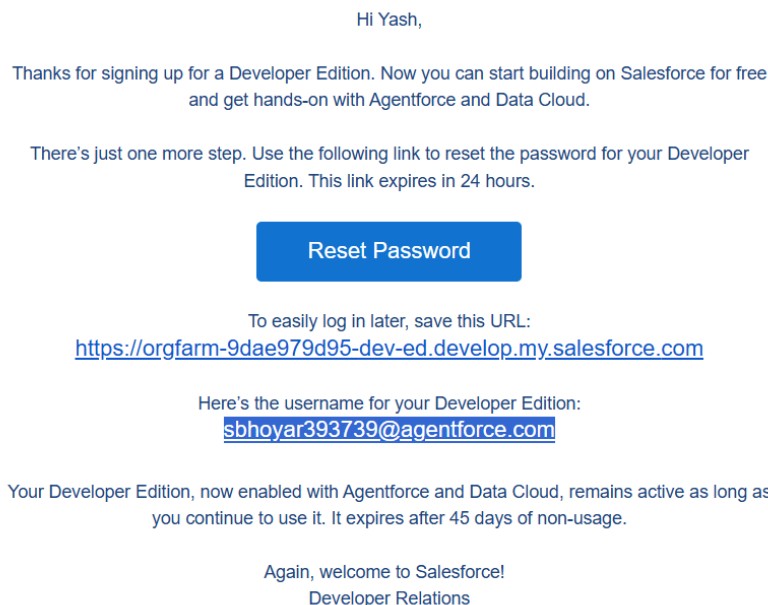 Hi Yash,
Thanks for signing up for a Developer Edition. Now you can start building on Salesforce for free
and get hands-on with Agentforce and Data Cloud.
There’s just one more step. Use the following link to reset the password for your Developer
Edition. This link expires in 24 hours.
Reset Password
To easily log in later, save this URL:
https://orgfarm-9dae979d95-dev-ed.develop.my.salesforce.com
Here’s the username for your Developer Edition:
sbhoyar393739@agentforce.com
Your Developer Edition, now enabled with Agentforce and Data Cloud, remains active as long as
you continue to use it. It expires after 45 days of non-usage.
Again, welcome to Salesforce!
Developer Relations